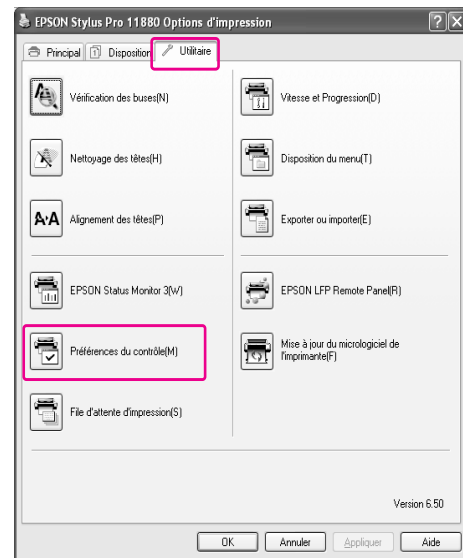 EPSON Stylus Pro 11880 Options d'impression
Principal
Disposition
Utilitaire
Vérification des buses(N)
Vitesse et Progression(D)
Nettoyage des têtes(H)
Disposition du menu(T)
Alignement des têtes(P)
Exporter ou importer(E)
EPSON Status Monitor 3(W)
EPSON LFP Remote Panel(R)
Préférences du contrôle(M)
Mise à jour du micrologiciel de
l'imprimante(F)
File d'attente d'impression(S)
Version 6.50
OK
Annuler
Appliquer
Aide